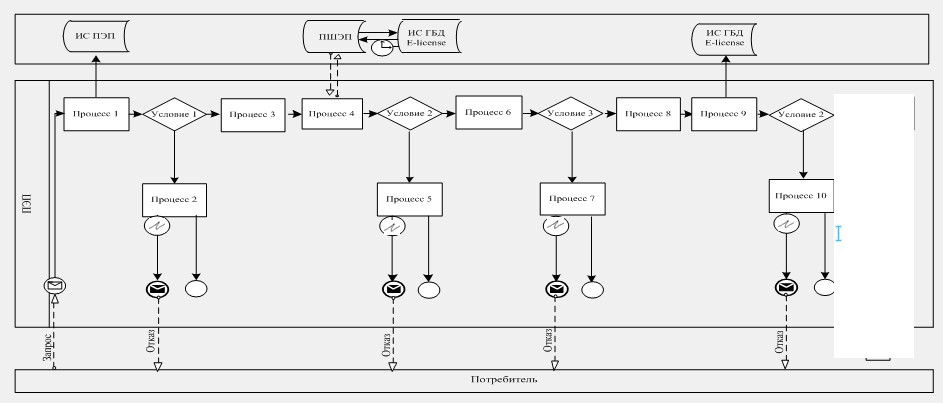 ИС ПЭП
ПШЭП
ИС ГБД
E-license
ИС ГБД
E-license
Процесс 1
Условие 1
Процесс 3
Процесс 4
Условие 2
Процесс 6
Условие 3
Процесс 8
Процесс 9
Условие 2
Процесс 2
Процесс 5
Процесс 7
Процесс 10
ПЭП
Запрос
Отказ
Отказ
Отказ
Отказ
Потребитель